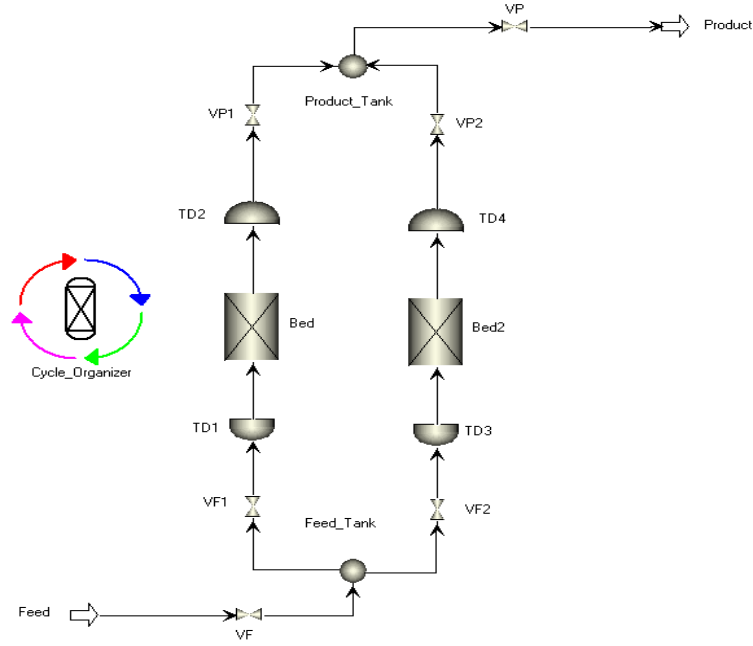 VP
Product
Product_Tank
VP1
VP2
TD2
TD4
Bed
Bed2
Cycle_Organizer
TD1
TD3
VF1
VF2
Feed_Tank
Feed
VF